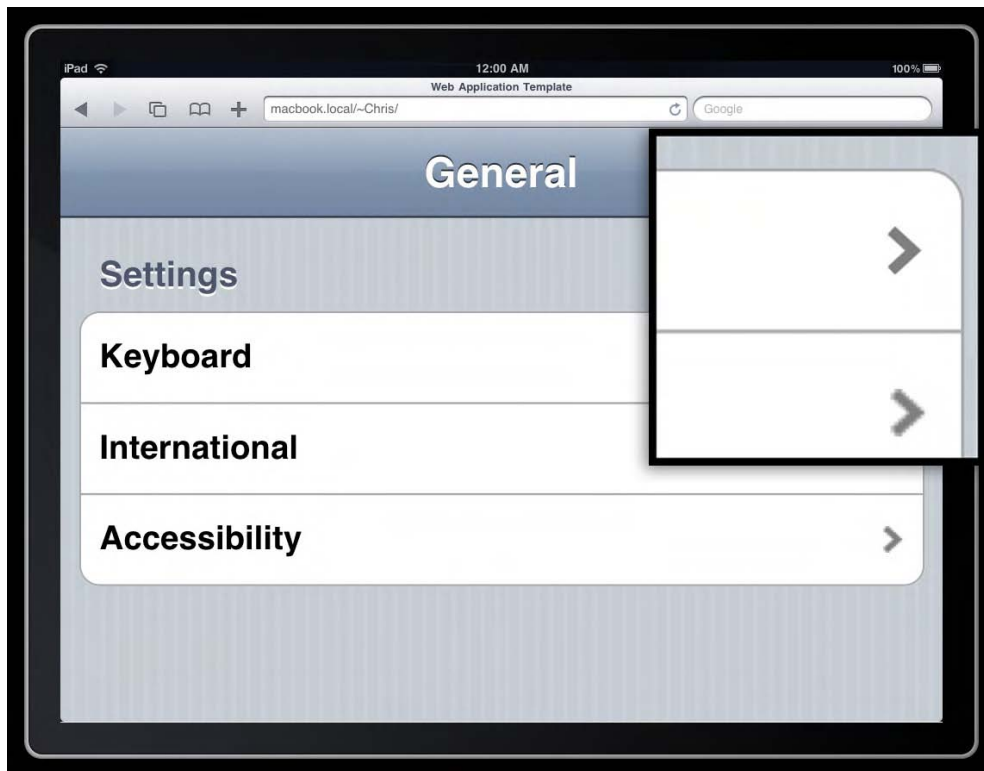 iPad 12:00 AM 100%
Web Application Template
macbook.local/~Chris/ Google
General
Settings
Keyboard
International
Accessibility